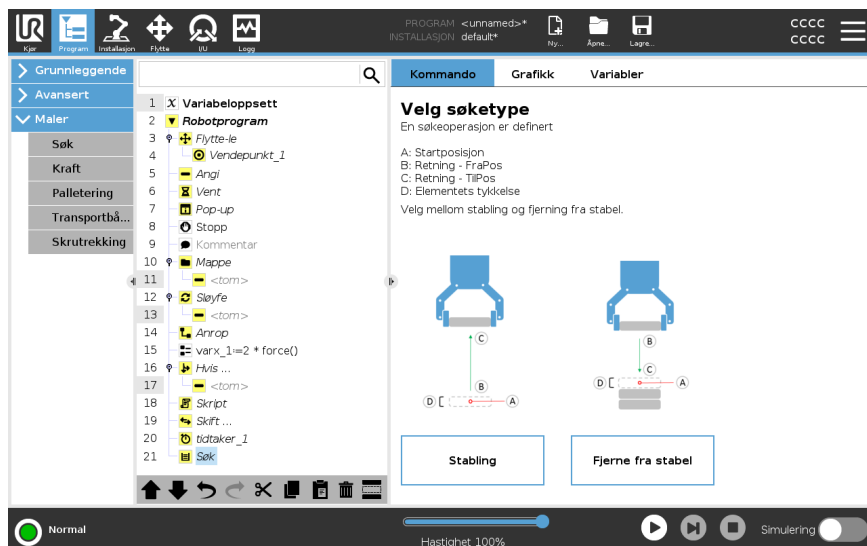 PROGRAM <unnamed>*
INSTALLASJON default*
CCCC
CCCC
Kjør
Program
Installasjon
Flytte
I/U
Logg
Ny...
Åpne...
Lagre...
Grunnleggende
Avansert
Maler
Søk
Kraft
Palletering
Transportbå...
Skrutrekking
1 X Variabeloppsett
2 Robotprogram
3 Flytte-le
4 Vendepunkt_1
5 Angi
6 Vent
7 Pop-up
8 Stopp
9 Kommentar
10 Mappe
11 <tom>
12 Sløyfe
13 <tom>
14 Anrop
15 varx_1:=2 * force()
16 Hvis ...
17 <tom>
18 Skript
19 Skift ...
20 tidtaker_1
21 Søk
Kommando
Grafikk
Variabler
Velg søketype
En søkeoperasjon er definert
A: Startposisjon
B: Retning - FraPos
C: Retning - TilPos
D: Elementets tykkelse
Velg mellom stabling og fjerning fra stabel.
C
B
D
A
B
C
D
A
Stabling
Fjerne fra stabel
Normal
Hastighet 100%
Simulering